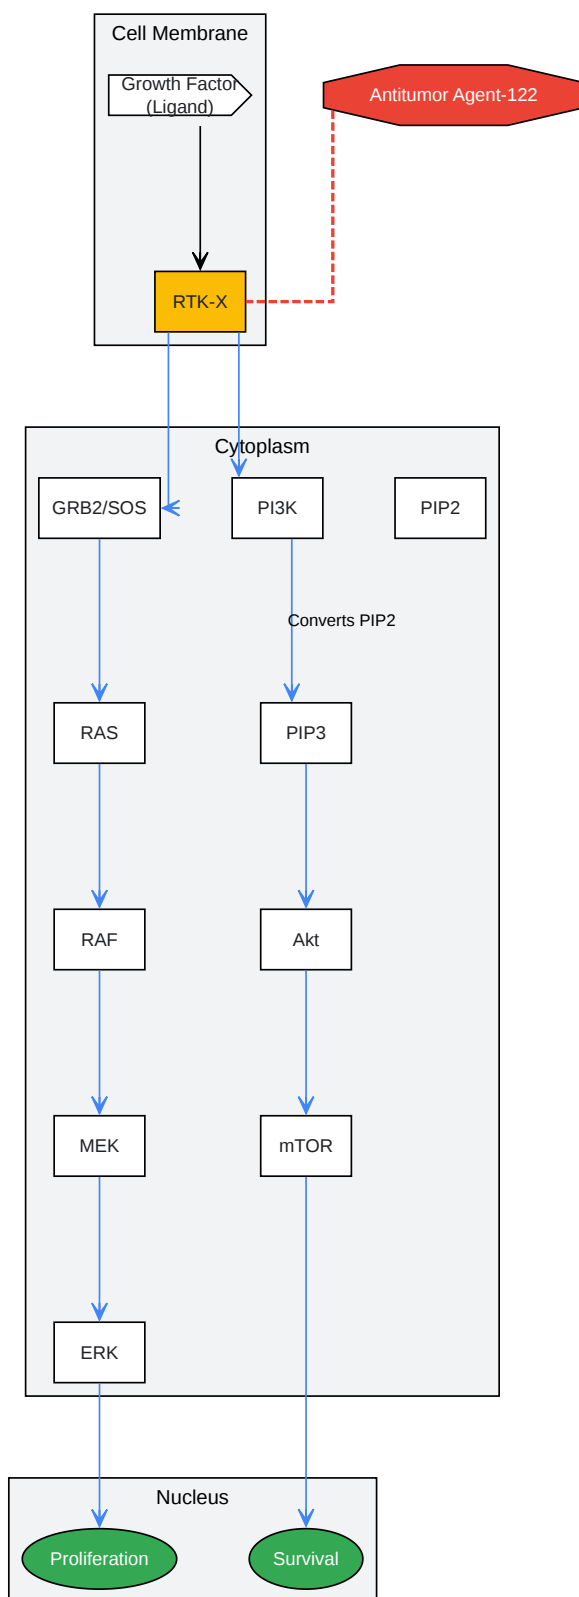 Cell Membrane
Growth Factor
(Ligand)
Antitumor Agent-122
RTK-X
Cytoplasm
GRB2/SOS
PI3K
PIP2
Converts PIP2
RAS
PIP3
RAF
Akt
MEK
mTOR
ERK
Nucleus
Proliferation
Survival